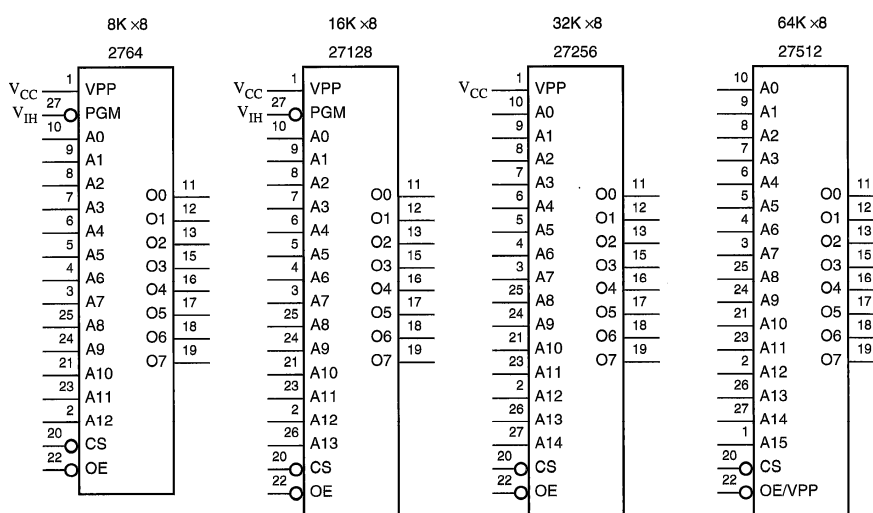 8K ×8
2764
V_CC 1 VPP
V_IH 27 PGM
10 A0
9 A1
8 A2
7 A3
6 A4
5 A5
4 A6
3 A7
25 A8
24 A9
21 A10
23 A11
2 A12
20 CS
22 OE
O0 11
O1 12
O2 13
O3 15
O4 16
O5 17
O6 18
O7 19
16K ×8
27128
V_CC 1 VPP
V_IH 27 PGM
10 A0
9 A1
8 A2
7 A3
6 A4
5 A5
4 A6
3 A7
25 A8
24 A9
21 A10
23 A11
2 A12
26 A13
20 CS
22 OE
O0 11
O1 12
O2 13
O3 15
O4 16
O5 17
O6 18
O7 19
32K ×8
27256
V_CC 1 VPP
10 A0
9 A1
8 A2
7 A3
6 A4
5 A5
4 A6
3 A7
25 A8
24 A9
21 A10
23 A11
2 A12
26 A13
27 A14
20 CS
22 OE
O0 11
O1 12
O2 13
O3 15
O4 16
O5 17
O6 18
O7 19
64K ×8
27512
10 A0
9 A1
8 A2
7 A3
6 A4
5 A5
4 A6
3 A7
25 A8
24 A9
21 A10
23 A11
2 A12
26 A13
27 A14
1 A15
20 CS
22 OE/VPP
O0 11
O1 12
O2 13
O3 15
O4 16
O5 17
O6 18
O7 19